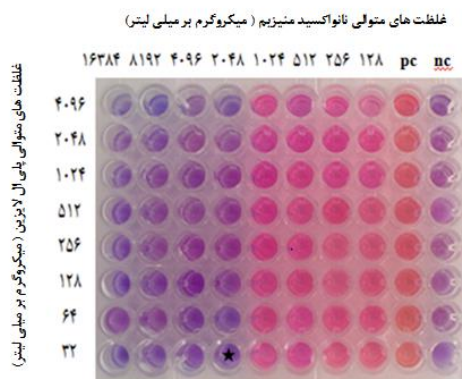 غلظت های متوالی نانواکسید منیزیم ( میکروگرم بر میلی لیتر)
۱۶۳۸۴ ۸۱۹۲ ۴۰۹۶ ۲۰۴۸ ۱۰۲۴ ۵۱۲ ۲۵۶ ۱۲۸ pc nc
غلظت های متوالی پلی ال لایزین ( میکروگرم بر میلی لیتر)
۴۰۹۶
۲۰۴۸
۱۰۲۴
۵۱۲
۲۵۶
۱۲۸
۶۴
۳۲